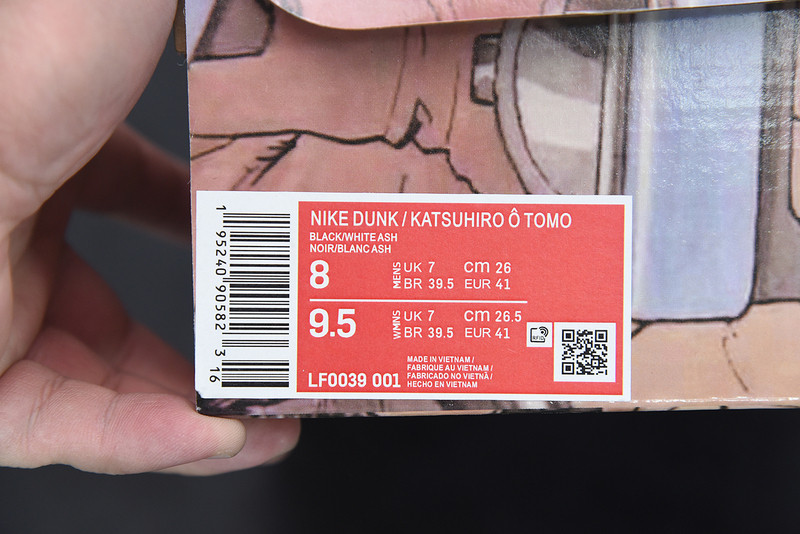 NIKE DUNK / KATSUHIRO Ô TOMO
BLACK/WHITE ASH
NOIR/BLANC ASH
8 MENS UK 7 cm 26
BR 39.5 EUR 41
9.5 WMNS UK 7 cm 26.5
BR 39.5 EUR 41
RFID
MADE IN VIETNAM /
FABRIQUE AU VIETNAM /
FABRICADO NO VIETNÃ /
HECHO EN VIETNAM
LF0039 001
1 95240 90582 3 16